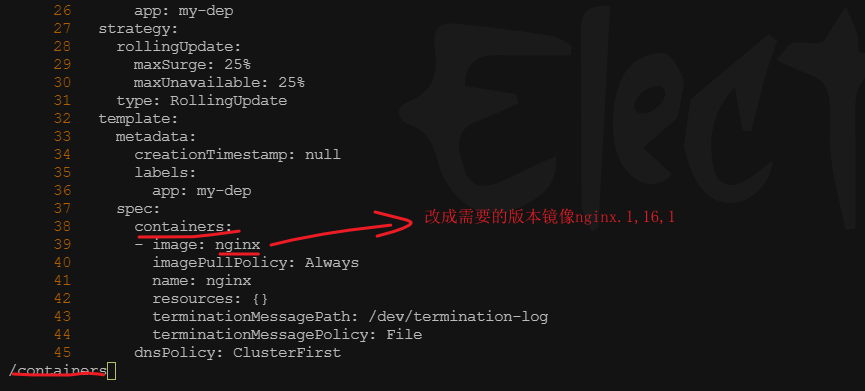 26 app: my-dep
27 strategy:
28 rollingUpdate:
29 maxSurge: 25%
30 maxUnavailable: 25%
31 type: RollingUpdate
32 template:
33 metadata:
34 creationTimestamp: null
35 labels:
36 app: my-dep
37 spec:
38 containers:
改成需要的版本镜像nginx.1,16,1
39 - image: nginx
40 imagePullPolicy: Always
41 name: nginx
42 resources: {}
43 terminationMessagePath: /dev/termination-log
44 terminationMessagePolicy: File
45 dnsPolicy: ClusterFirst
/containers
Elect